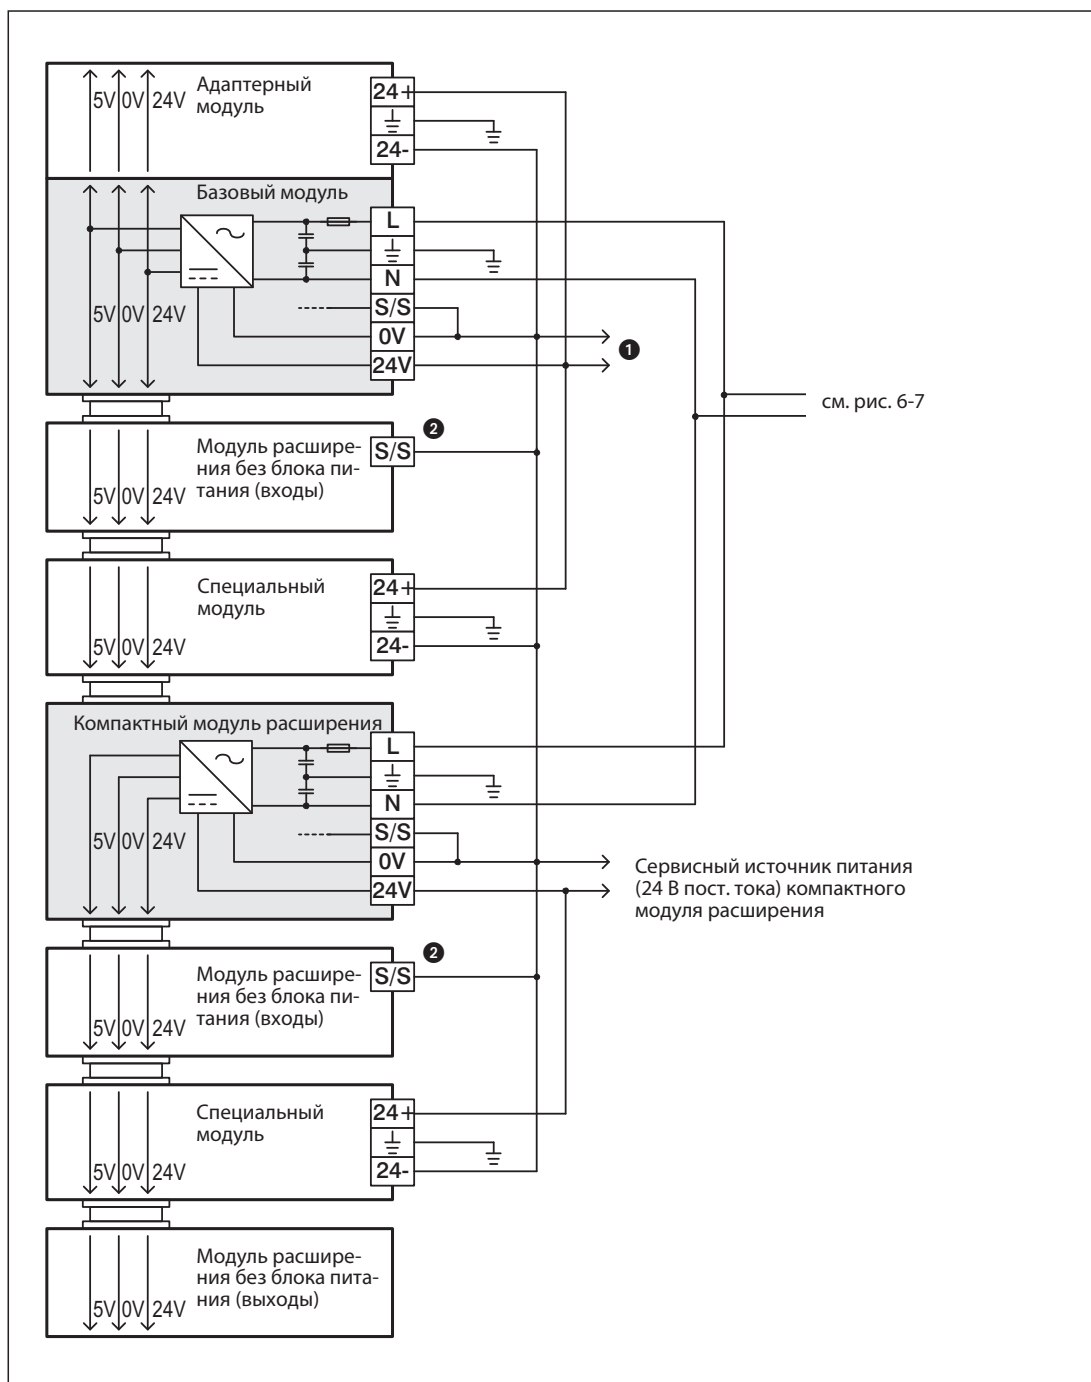 Адаптерный
модуль
5V 0V 24V
24+
24-
Базовый модуль
L
N
S/S
0V
24V
5V 0V 24V
❶
см. рис. 6-7
Модуль расшире-
ния без блока пи-
тания (входы)
5V 0V 24V
S/S
❷
Специальный
модуль
5V 0V 24V
24+
24-
Компактный модуль расширения
L
N
S/S
0V
24V
5V 0V 24V
Сервисный источник питания
(24 В пост. тока) компактного
модуля расширения
Модуль расшире-
ния без блока пи-
тания (входы)
5V 0V 24V
S/S
❷
Специальный
модуль
5V 0V 24V
24+
24-
Модуль расшире-
ния без блока пита-
ния (выходы)
5V 0V 24V